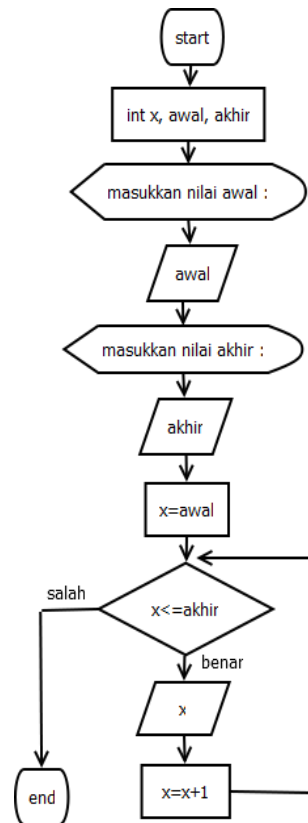 start
int x, awal, akhir
masukkan nilai awal :
awal
masukkan nilai akhir :
akhir
x=awal
x<=akhir
salah
benar
x
x=x+1
end